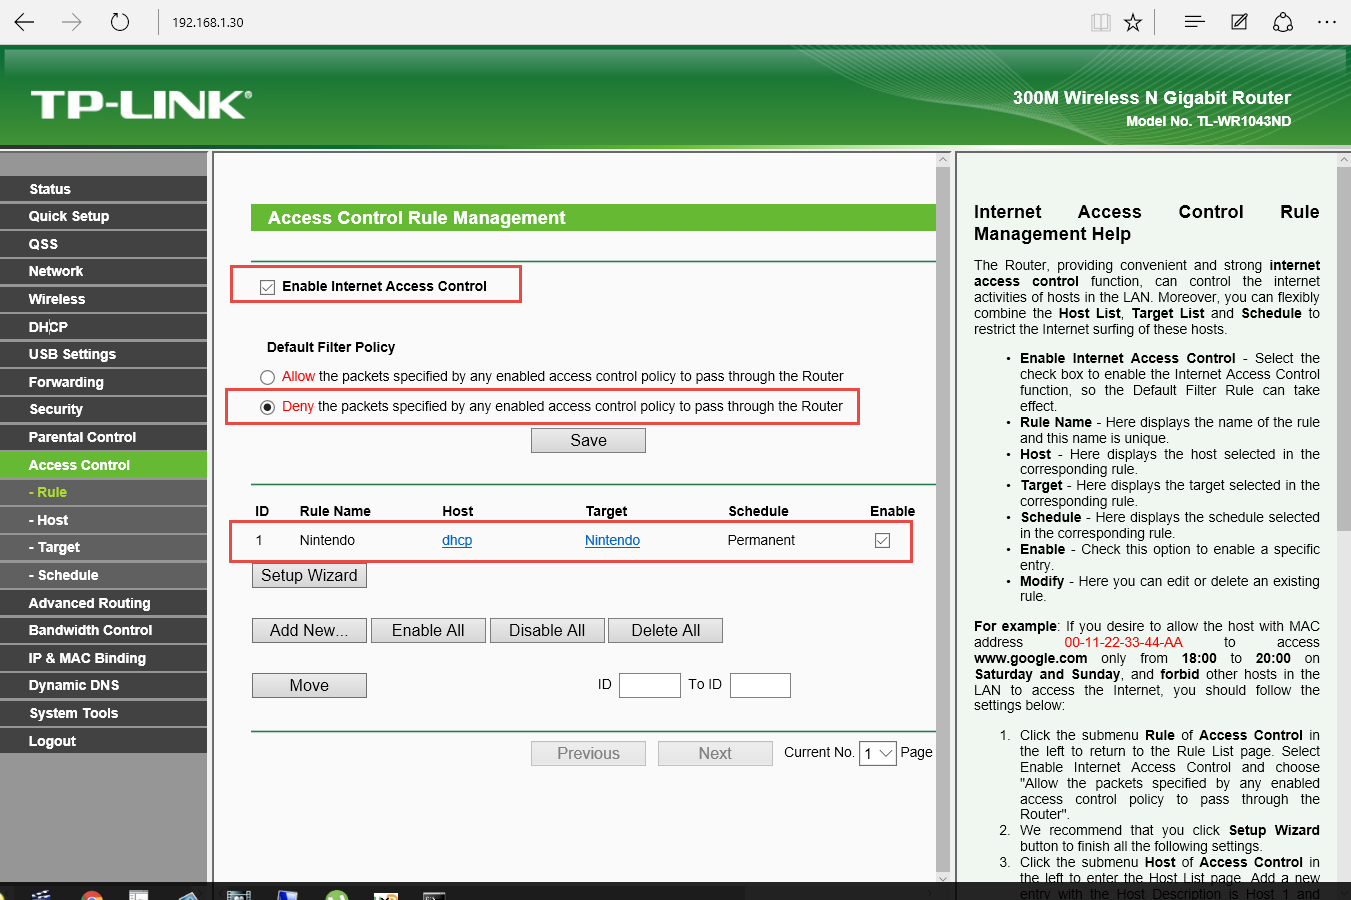 192.168.1.30
TP-LINK®
300M Wireless N Gigabit Router
Model No. TL-WR1043ND
Status
Quick Setup
QSS
Network
Wireless
DHCP
USB Settings
Forwarding
Security
Parental Control
Access Control
- Rule
- Host
- Target
- Schedule
Advanced Routing
Bandwidth Control
IP & MAC Binding
Dynamic DNS
System Tools
Logout
Access Control Rule Management
Enable Internet Access Control
Default Filter Policy
Allow the packets specified by any enabled access control policy to pass through the Router
Deny the packets specified by any enabled access control policy to pass through the Router
Save
ID Rule Name Host Target Schedule Enable
1 Nintendo dhcp Nintendo Permanent
Setup Wizard
Add New... Enable All Disable All Delete All
Move ID To ID
Previous Next Current No. 1 Page
Internet Access Control Rule
Management Help
The Router, providing convenient and strong internet
access control function, can control the internet
activities of hosts in the LAN. Moreover, you can flexibly
combine the Host List, Target List and Schedule to
restrict the Internet surfing of these hosts.
• Enable Internet Access Control - Select the
check box to enable the Internet Access Control
function, so the Default Filter Rule can take
effect.
• Rule Name - Here displays the name of the rule
and this name is unique.
• Host - Here displays the host selected in the
corresponding rule.
• Target - Here displays the target selected in the
corresponding rule.
• Schedule - Here displays the schedule selected
in the corresponding rule.
• Enable - Check this option to enable a specific
entry.
• Modify - Here you can edit or delete an existing
rule.
For example: If you desire to allow the host with MAC
address 00-11-22-33-44-AA to access
www.google.com only from 18:00 to 20:00 on
Saturday and Sunday, and forbid other hosts in the
LAN to access the Internet, you should follow the
settings below:
1. Click the submenu Rule of Access Control in
the left to return to the Rule List page. Select
Enable Internet Access Control and choose
"Allow the packets specified by any enabled
access control policy to pass through the
Router".
2. We recommend that you click Setup Wizard
button to finish all the following settings.
3. Click the submenu Host of Access Control in
the left to enter the Host List page. Add a new
entry with the Host Description is Host 1 and